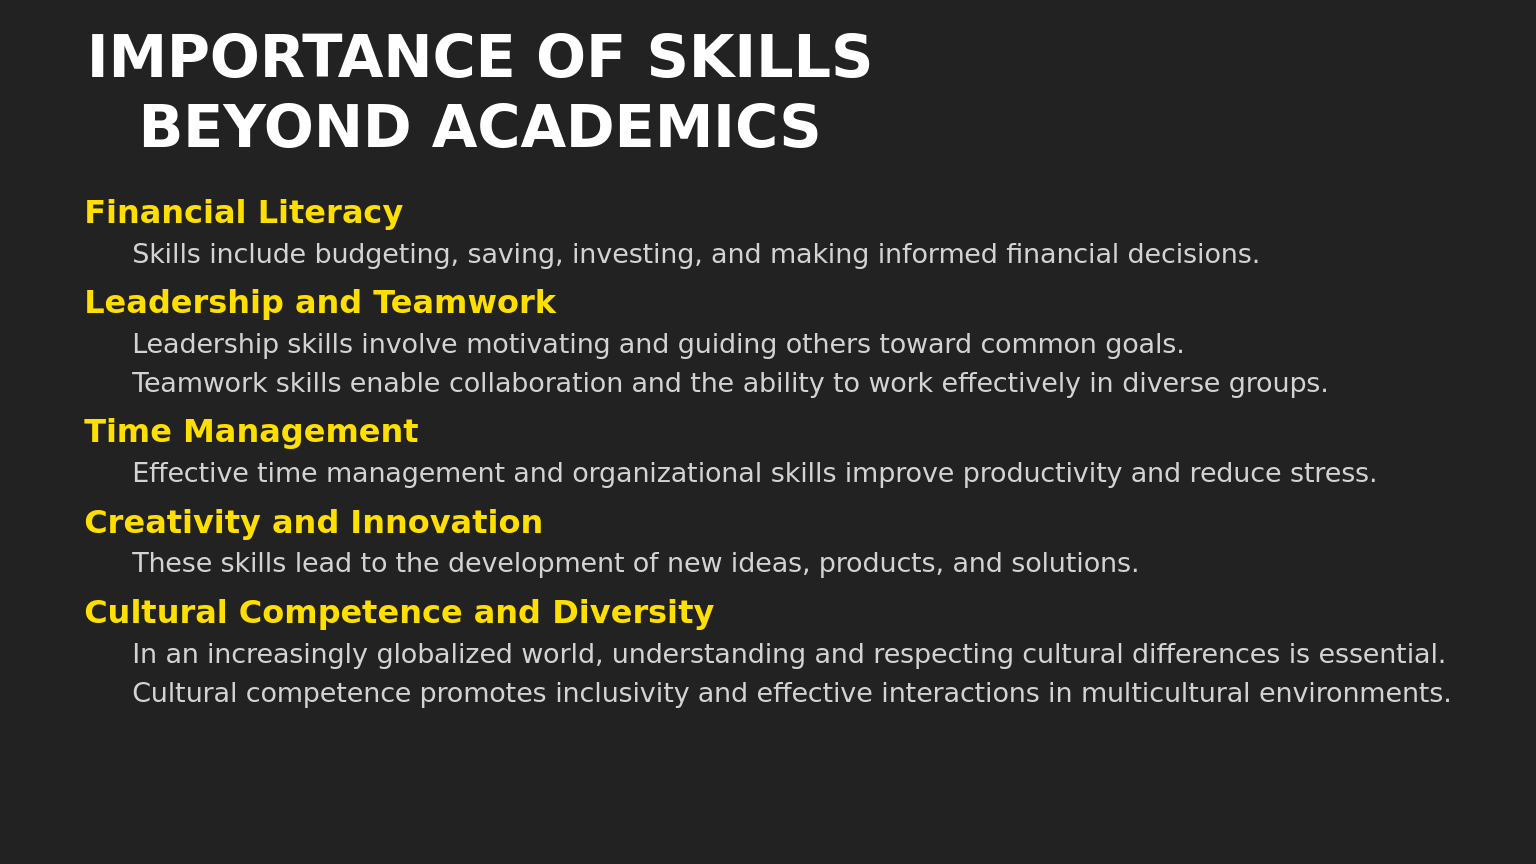 IMPORTANCE OF SKILLS
BEYOND ACADEMICS
Financial Literacy
Skills include budgeting, saving, investing, and making informed financial decisions.
Leadership and Teamwork
Leadership skills involve motivating and guiding others toward common goals.
Teamwork skills enable collaboration and the ability to work effectively in diverse groups.
Time Management
Effective time management and organizational skills improve productivity and reduce stress.
Creativity and Innovation
These skills lead to the development of new ideas, products, and solutions.
Cultural Competence and Diversity
In an increasingly globalized world, understanding and respecting cultural differences is essential.
Cultural competence promotes inclusivity and effective interactions in multicultural environments.